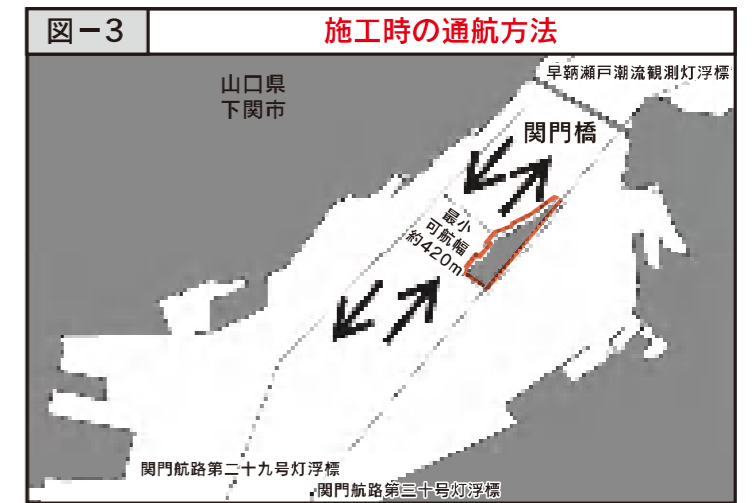 図－3
施工時の通航方法
早鞆瀬戸潮流観測灯浮標
山口県
下関市
関門橋
最小
可航幅
約420m
関門航路第二十九号灯浮標
関門航路第三十号灯浮標